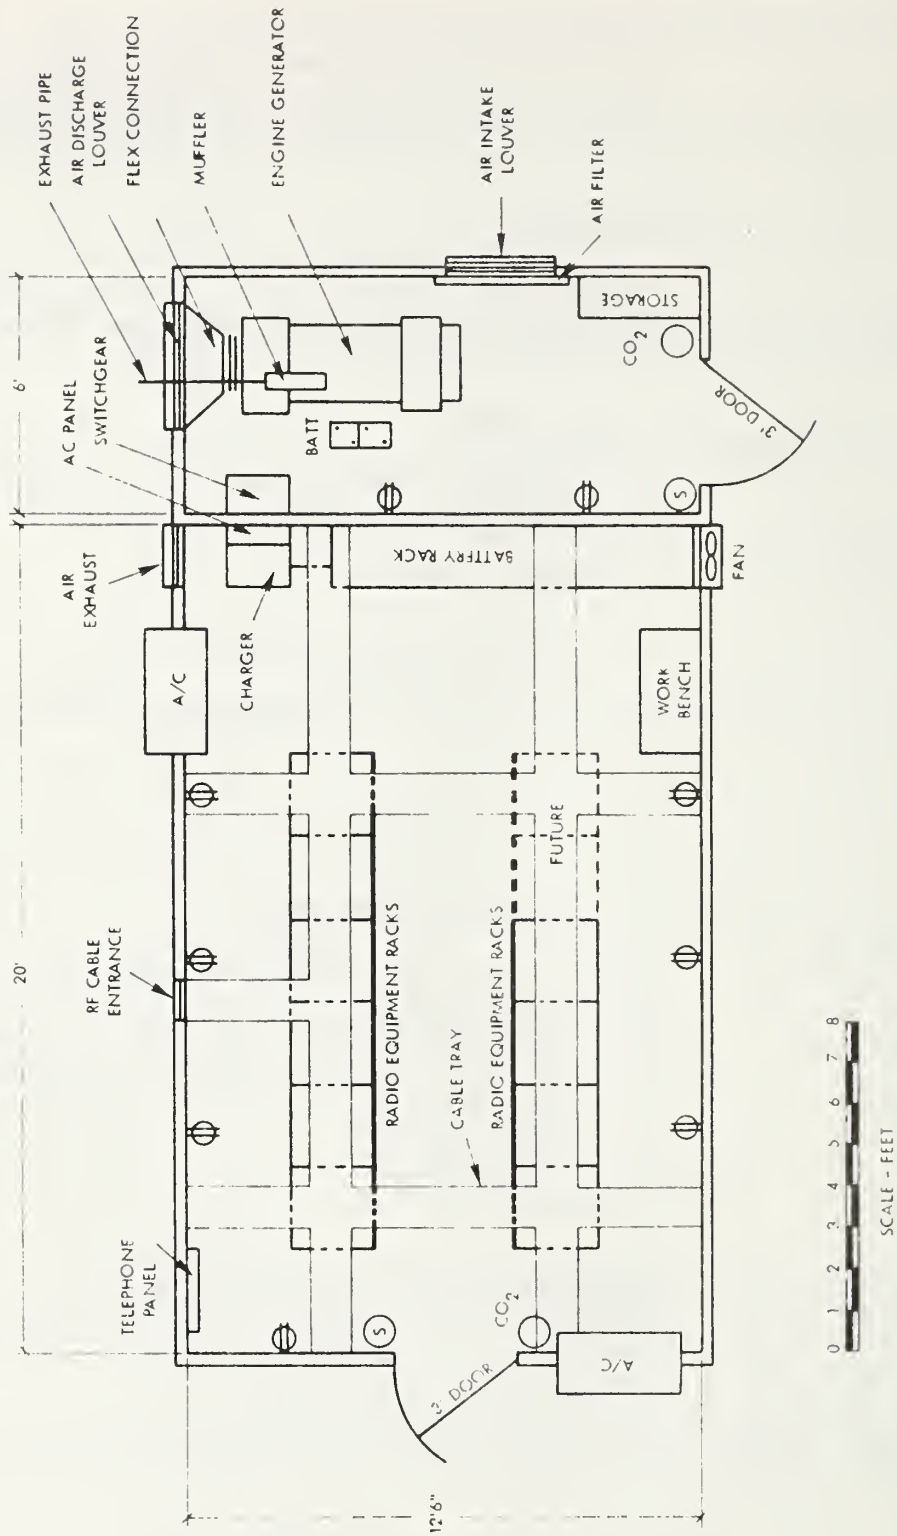 EXHAUST PIPE
AIR DISCHARGE
LOUVER
FLEX CONNECTION
MUFFLER
ENGINE GENERATOR
AIR INTAKE
LOUVER
AIR FILTER
6'
AC PANEL
SWITCHGEAR
BATT
STORAGE
CO2
3' DOOR
S
AIR
EXHAUST
CHARGER
BATTERY RACK
FAN
A/C
WORK
BENCH
20'
RF CABLE
ENTRANCE
RADIO EQUIPMENT RACKS
RADIO EQUIPMENT RACKS
FUTURE
CABLE TRAY
TELEPHONE
PANEL
S
CO2
A/C
3' DOOR
12'6"
0 1 2 3 4 5 6 7 8
SCALE - FEET